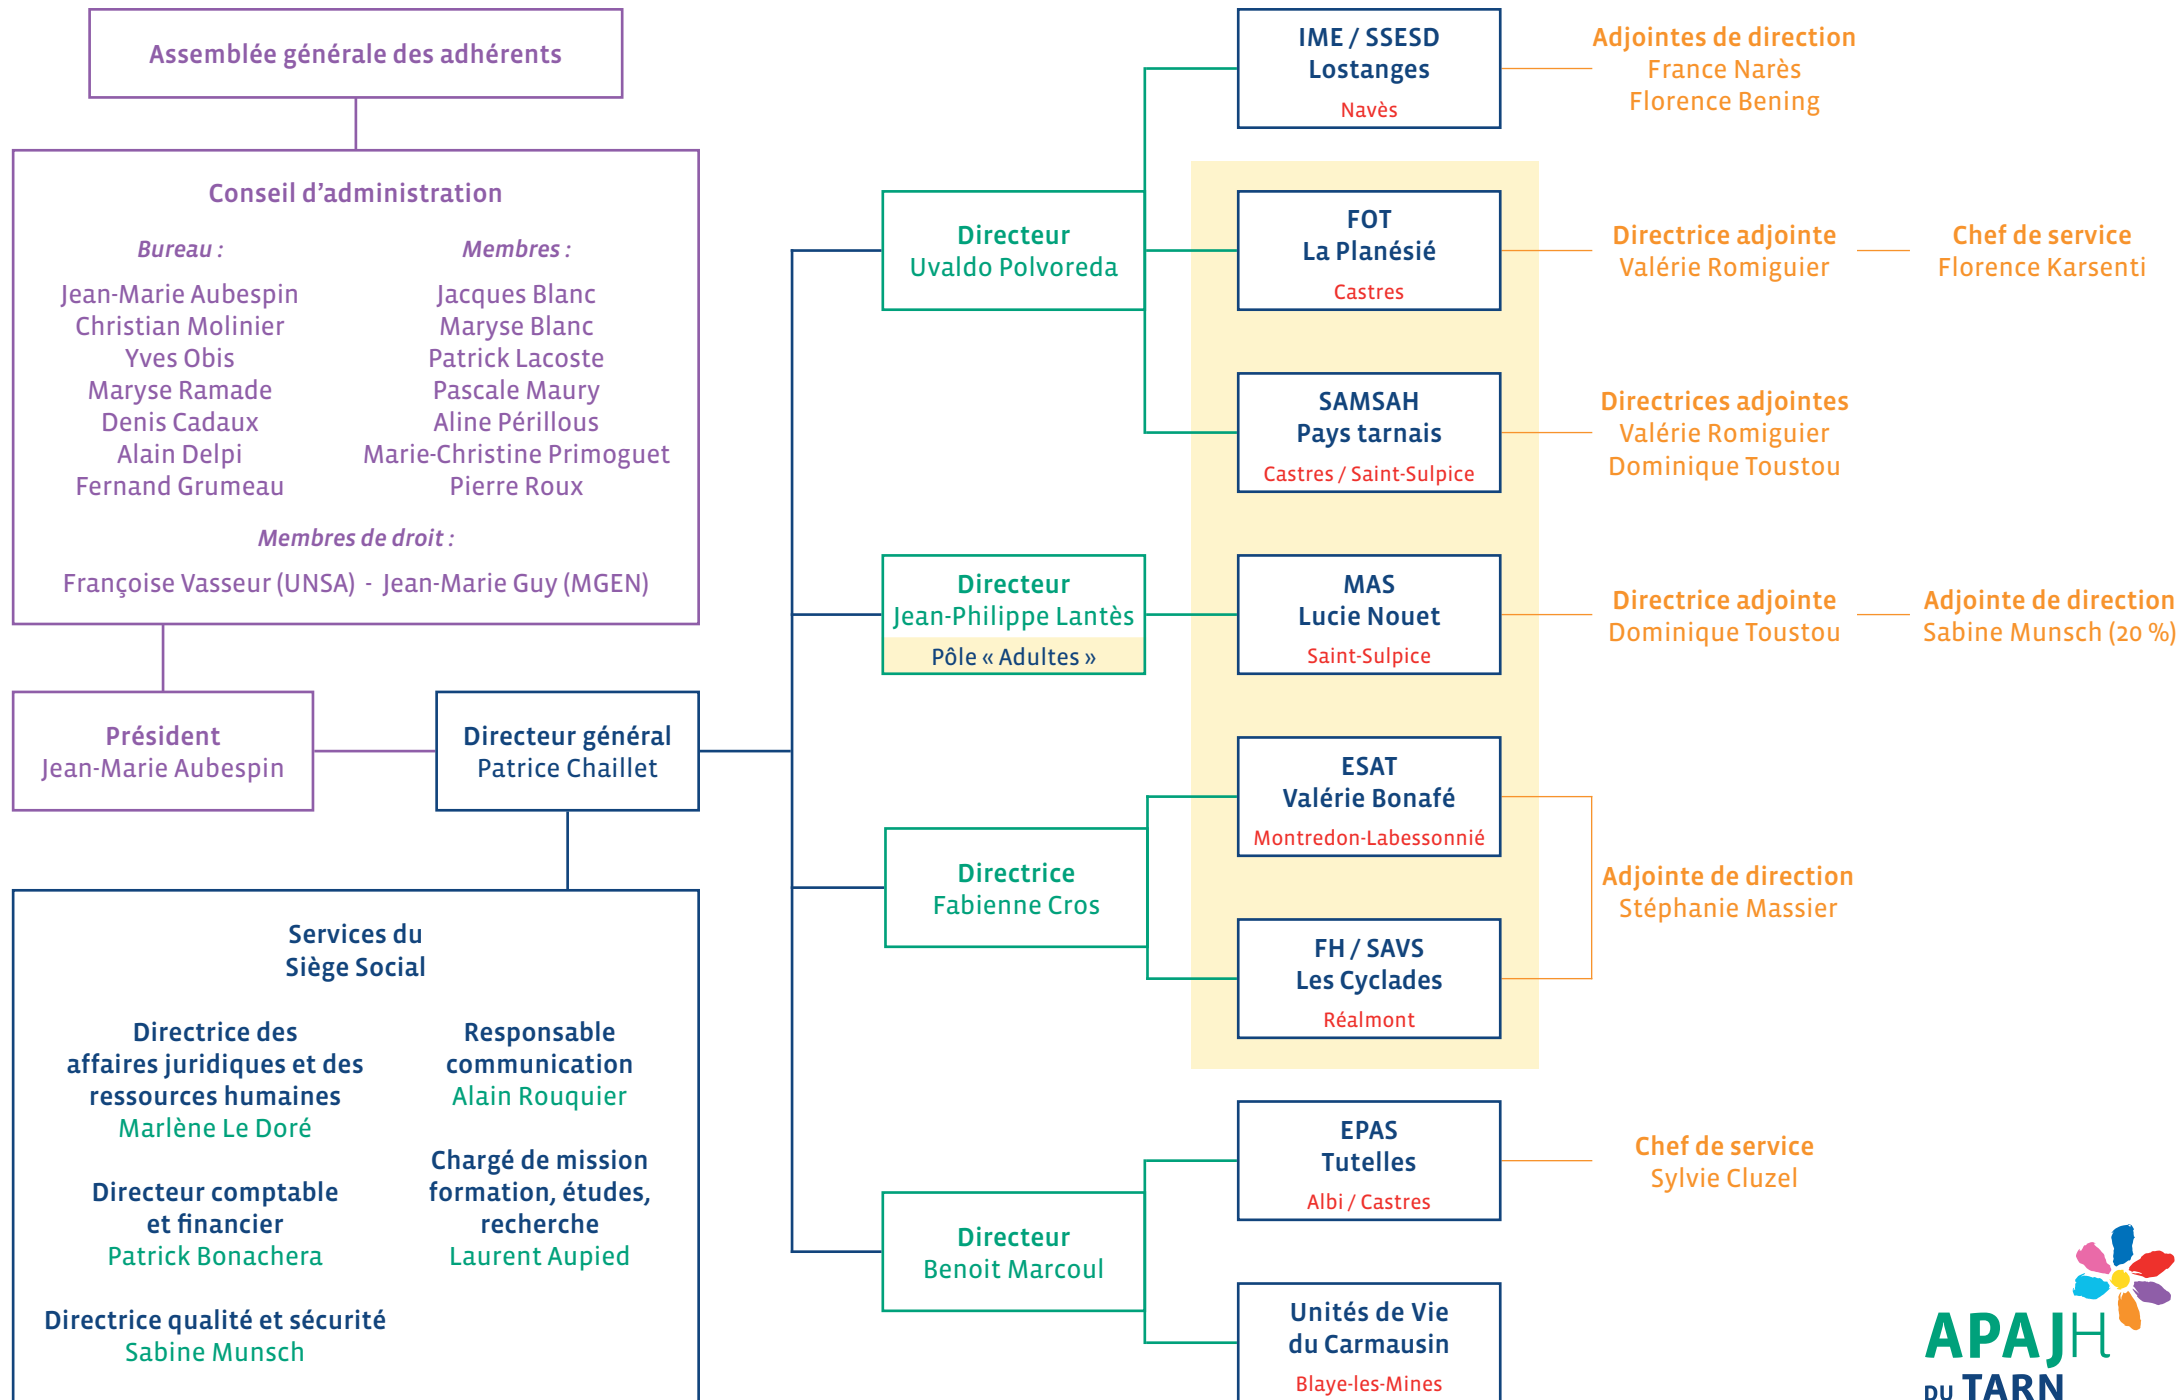 Assemblée générale des adhérents
Conseil d'administration
Bureau :
Jean-Marie Aubespin
Christian Molinier
Yves Obis
Maryse Ramade
Denis Cadaux
Alain Delpi
Fernand Grumeau
Membres :
Jacques Blanc
Maryse Blanc
Patrick Lacoste
Pascale Maury
Aline Périllous
Marie-Christine Primoguet
Pierre Roux
Membres de droit :
Françoise Vasseur (UNSA) - Jean-Marie Guy (MGEN)
Président
Jean-Marie Aubespin
Directeur général
Patrice Chaillet
Services du
Siège Social
Directrice des
affaires juridiques et des
ressources humaines
Marlène Le Doré
Directeur comptable
et financier
Patrick Bonachera
Directrice qualité et sécurité
Sabine Munsch
Responsable
communication
Alain Rouquier
Chargé de mission
formation, études,
recherche
Laurent Aupied
Directeur
Uvaldo Polvoreda
IME / SSESD
Lostanges
Navès
Adjointes de direction
France Narès
Florence Bening
FOT
La Planésié
Castres
Directrice adjointe
Valérie Romiguier
Chef de service
Florence Karsenti
SAMSAH
Pays tarnais
Castres / Saint-Sulpice
Directrices adjointes
Valérie Romiguier
Dominique Toustou
Directeur
Jean-Philippe Lantès
Pôle « Adultes »
MAS
Lucie Nouet
Saint-Sulpice
Directrice adjointe
Dominique Toustou
Adjointe de direction
Sabine Munsch (20 %)
Directrice
Fabienne Cros
ESAT
Valérie Bonafé
Montredon-Labessonnié
FH / SAVS
Les Cyclades
Réalmont
Adjointe de direction
Stéphanie Massier
Directeur
Benoit Marcoul
EPAS
Tutelles
Albi / Castres
Chef de service
Sylvie Cluzel
Unités de Vie
du Carmausin
Blaye-les-Mines
APAJH
DU TARN